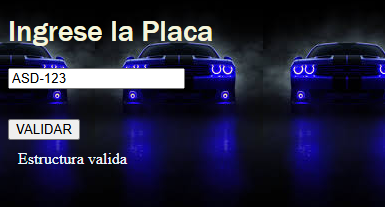 Ingrese la Placa
ASD-123
VALIDAR
Estructura valida